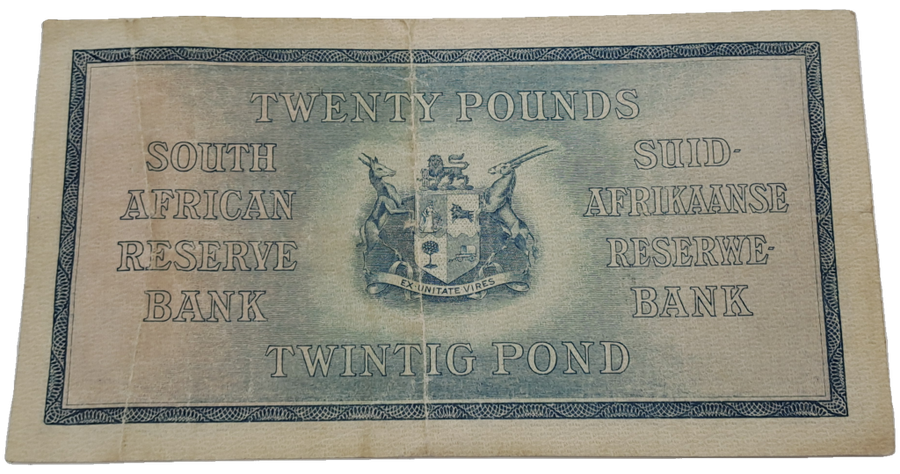 TWENTY POUNDS
SOUTH
AFRICAN
RESERVE
BANK
SUID-
AFRIKAANSE
RESERWE-
BANK
EX·UNITATE VIRES
TWINTIG POND